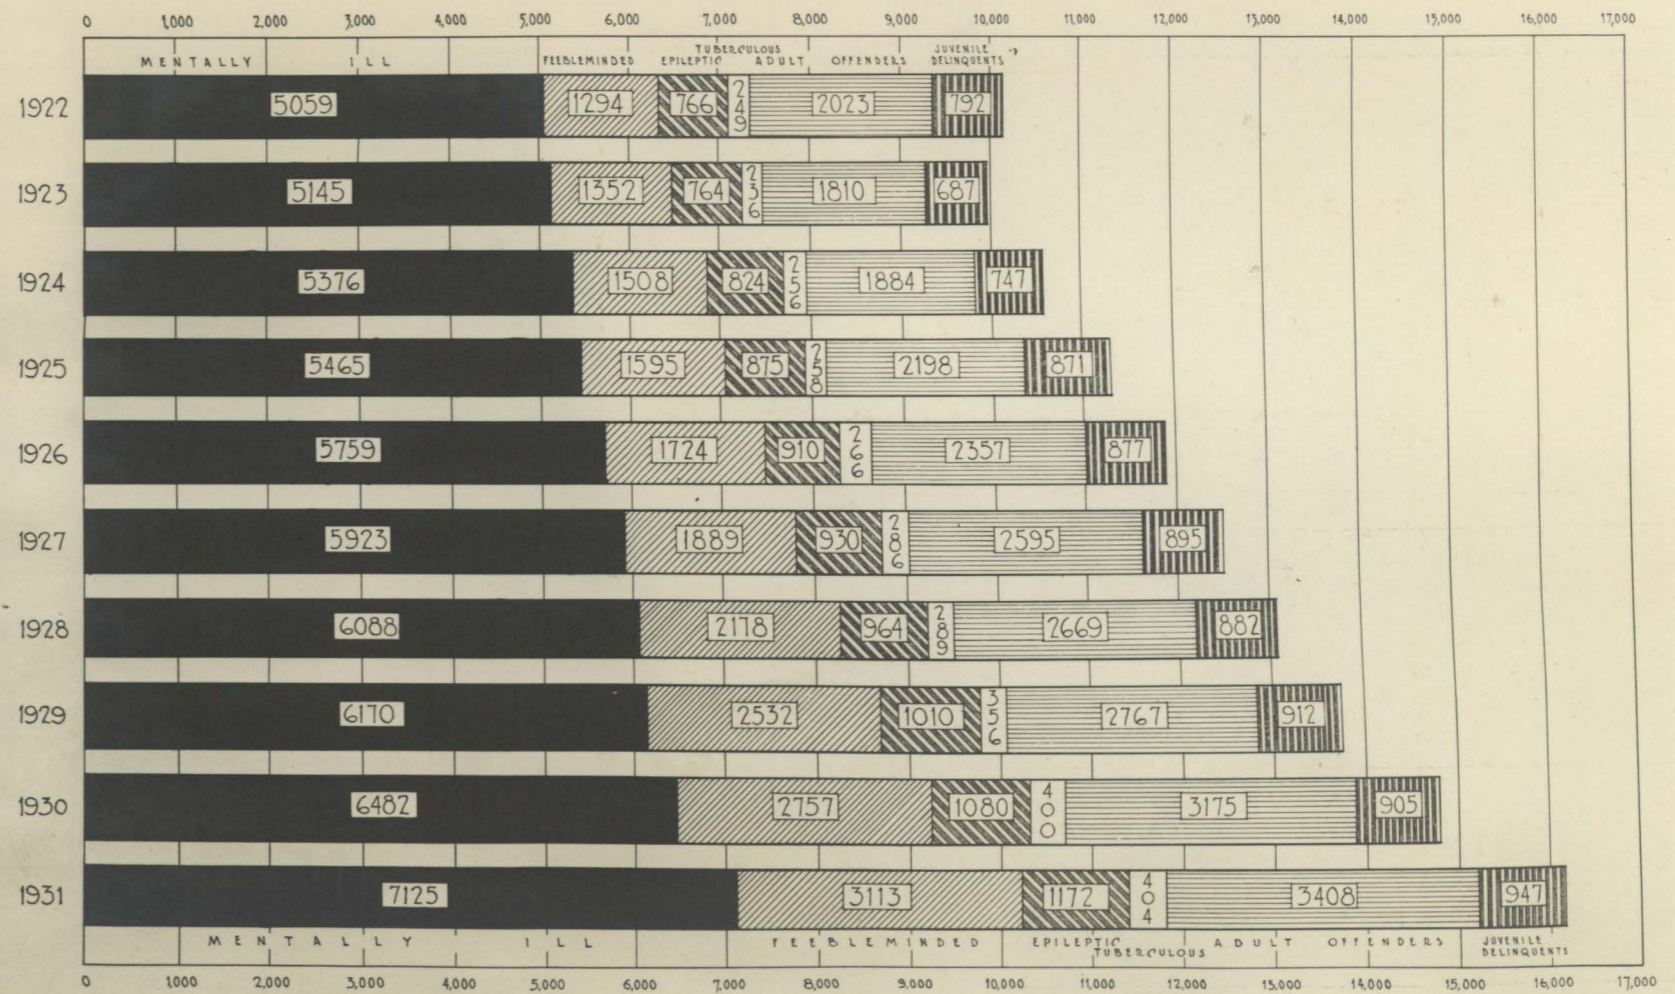 0 1,000 2,000 3,000 4,000 5,000 6,000 7,000 8,000 9,000 10,000 11,000 12,000 13,000 14,000 15,000 16,000 17,000
MENTALLY ILL FEEBLEMINDED EPILEPTIC TUBERCULOUS ADULT OFFENDERS JUVENILE DELINQUENTS
1922 5059 1294 766 249 2023 792
1923 5145 1352 764 236 1810 687
1924 5376 1508 824 256 1884 747
1925 5465 1595 875 258 2198 871
1926 5759 1724 910 266 2357 877
1927 5923 1889 930 286 2595 895
1928 6088 2178 964 289 2669 882
1929 6170 2532 1010 356 2767 912
1930 6482 2757 1080 400 3175 905
1931 7125 3113 1172 404 3408 947
MENTALLY ILL FEEBLEMINDED EPILEPTIC TUBERCULOUS ADULT OFFENDERS JUVENILE DELINQUENTS
0 1,000 2,000 3,000 4,000 5,000 6,000 7,000 8,000 9,000 10,000 11,000 12,000 13,000 14,000 15,000 16,000 17,000